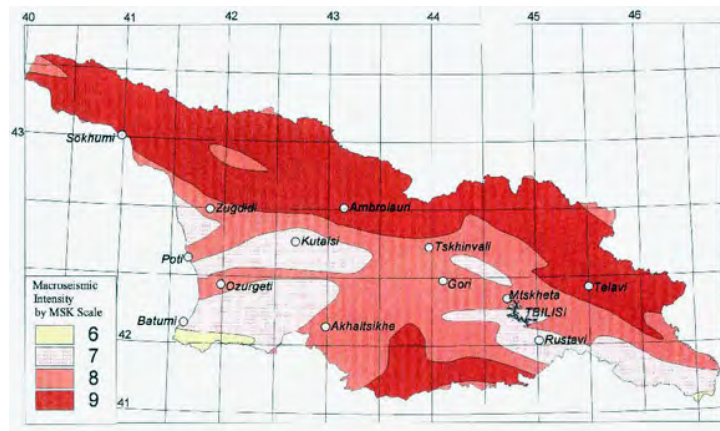 40 41 42 43 44 45 46
43
Sokhumi
Zugdidi
Ambrolauri
Kutaisi
Tskhinvali
Poti
Ozurgeti
Gori
Mtskheta
Telavi
TBILISI
Batumi
42
Akhaltsikhe
Rustavi
41
Macroseismic
Intensity
by MSK Scale
6
7
8
9